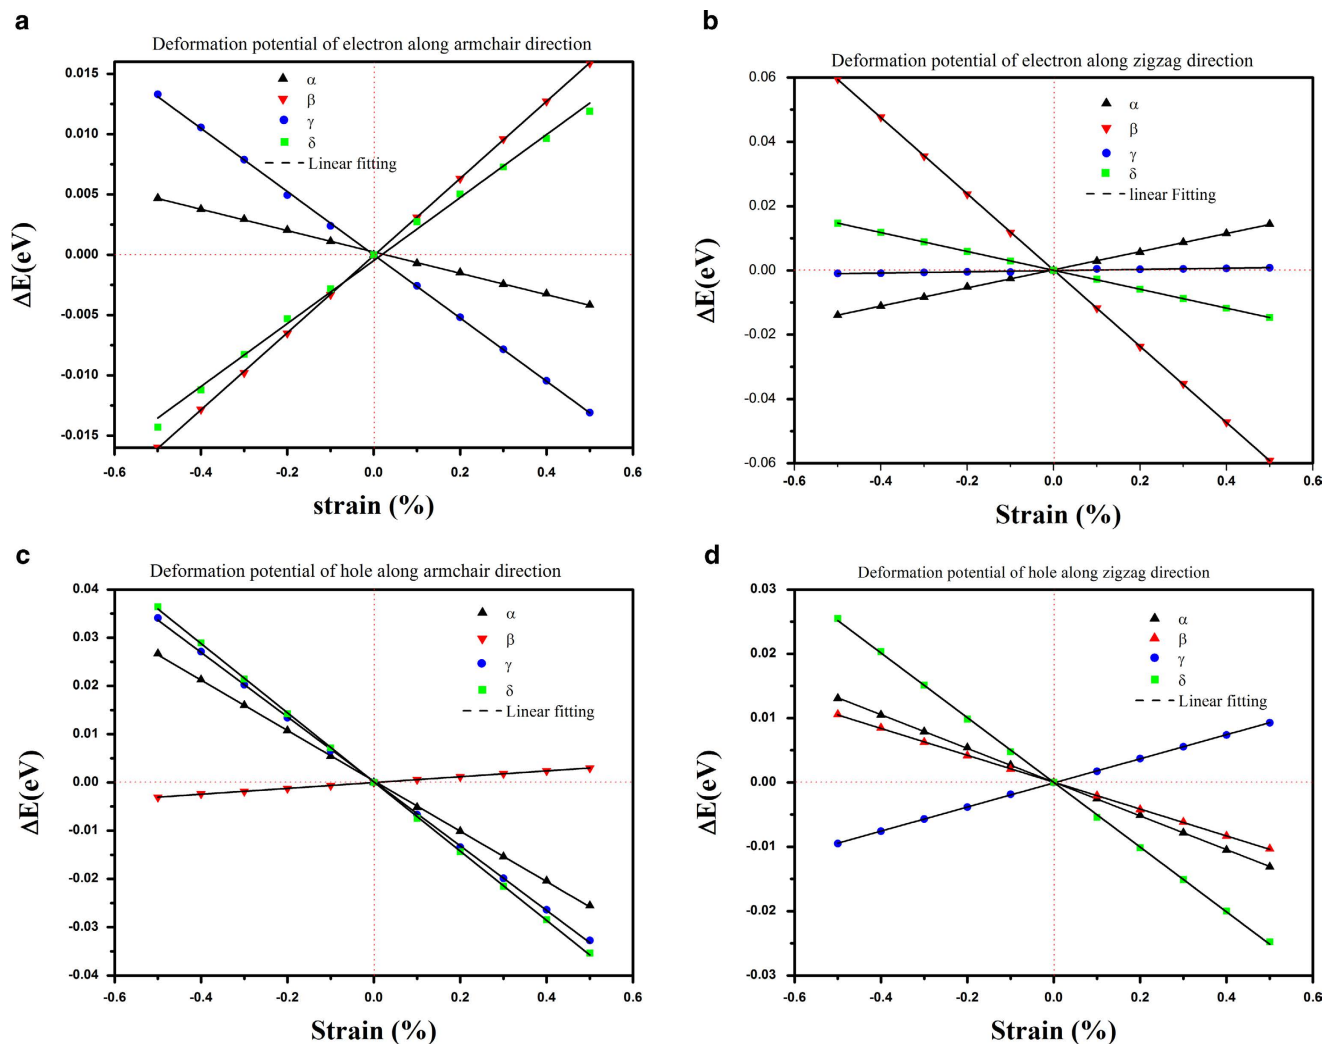 a
Deformation potential of electron along armchair direction
0.015
0.010
0.005
0.000
-0.005
-0.010
-0.015
ΔE(eV)
α
β
γ
δ
Linear fitting
-0.6 -0.4 -0.2 0.0 0.2 0.4 0.6
strain (%)
b
Deformation potential of electron along zigzag direction
0.06
0.04
0.02
0.00
-0.02
-0.04
-0.06
ΔE(eV)
α
β
γ
δ
linear Fitting
-0.6 -0.4 -0.2 0.0 0.2 0.4 0.6
Strain (%)
c
Deformation potential of hole along armchair direction
0.04
0.03
0.02
0.01
0.00
-0.01
-0.02
-0.03
-0.04
ΔE(eV)
α
β
γ
δ
Linear fitting
-0.6 -0.4 -0.2 0.0 0.2 0.4 0.6
Strain (%)
d
Deformation potential of hole along zigzag direction
0.03
0.02
0.01
0.00
-0.01
-0.02
-0.03
ΔE(eV)
α
β
γ
δ
Linear fitting
-0.6 -0.4 -0.2 0.0 0.2 0.4 0.6
Strain (%)